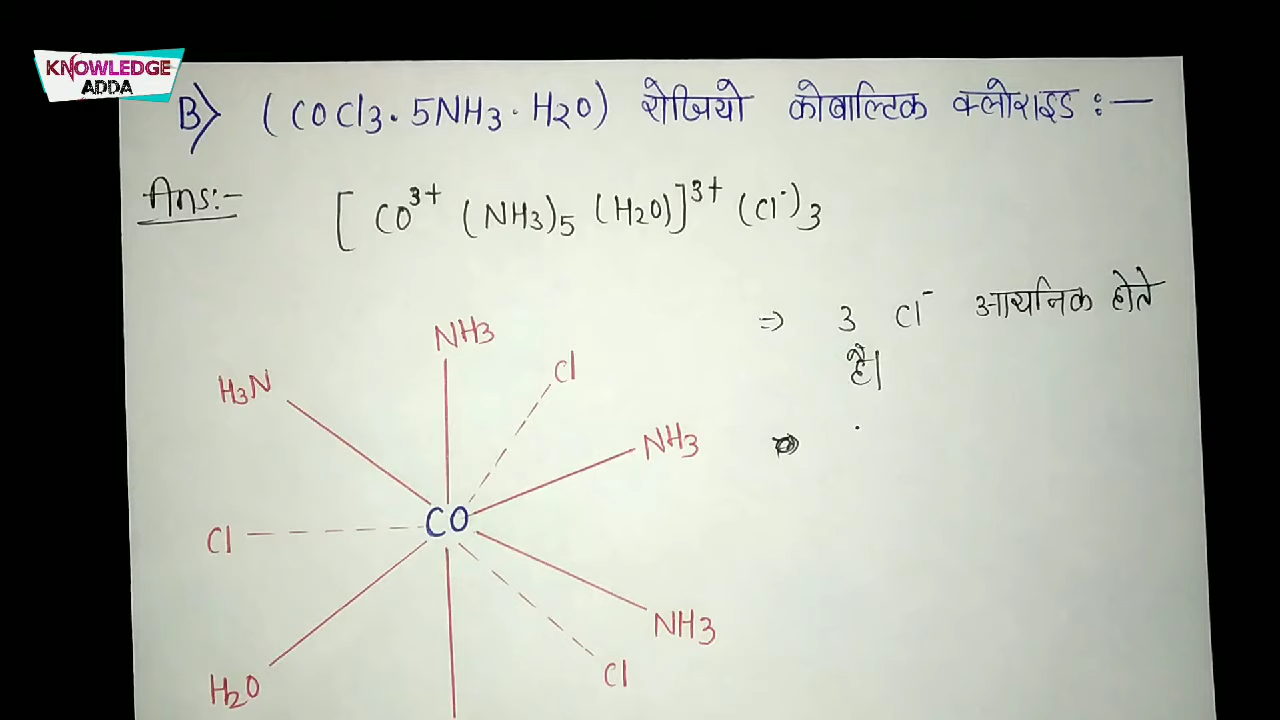 KNOWLEDGE
ADDA
B) (COCl3 · 5NH3 · H2O) रोजियो कोबाल्टिक क्लोराइड :—
Ans:-
[ CO³⁺ (NH3)5 (H2O)]³⁺ (Cl⁻)3
⇒ 3 Cl⁻ आयनिक होते
है।
NH3
Cl
H3N
NH3
CO
Cl
NH3
Cl
H2O